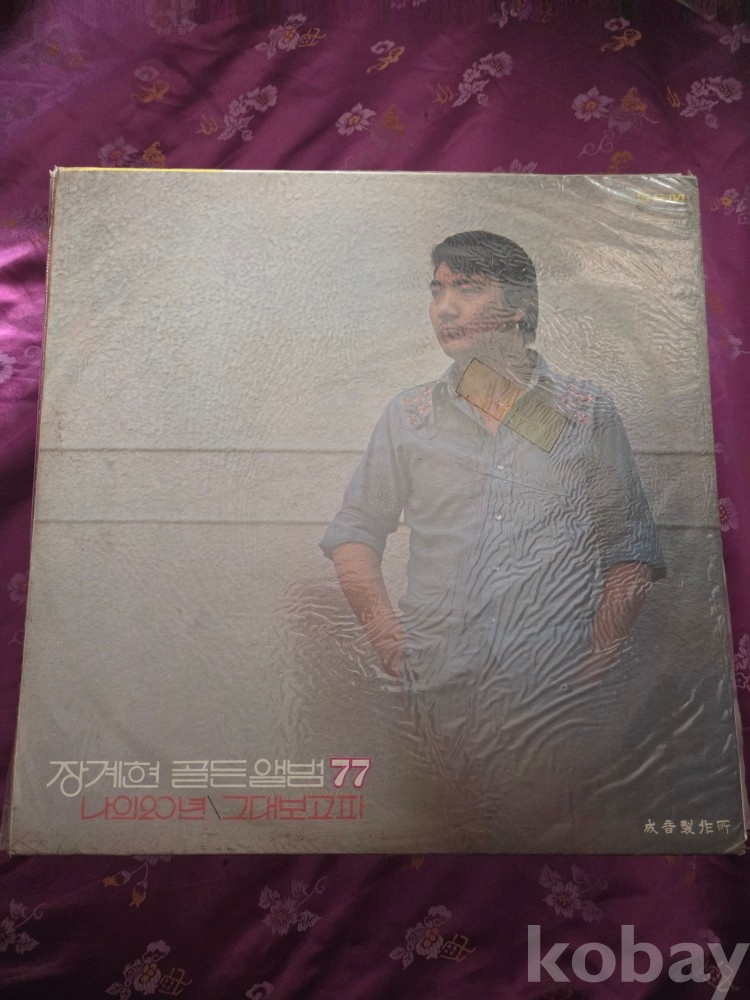 장계현 골든앨범 77
나의 20년 \ 그대보고파
成音製作所
kobay